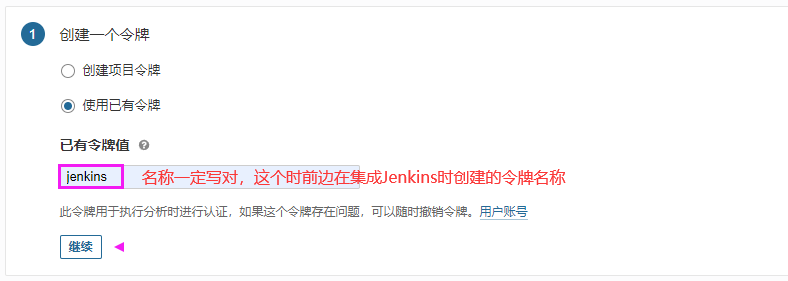 1 创建一个令牌
创建项目令牌
使用已有令牌
已有令牌值 ?
jenkins 名称一定写对，这个时前边在集成Jenkins时创建的令牌名称
此令牌用于执行分析时进行认证，如果这个令牌存在问题，可以随时撤销令牌。用户账号
继续